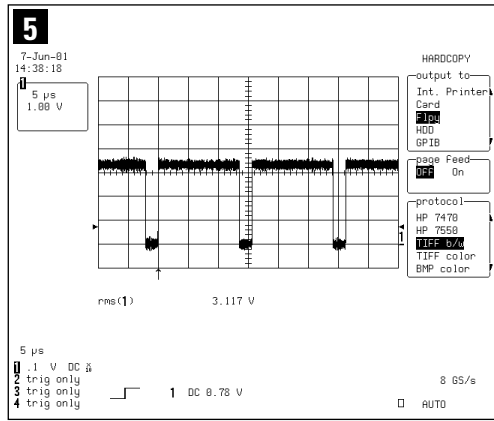 5
7-Jun-01
14:38:18
1
5 µs
1.00 V
HARDCOPY
output to
Int. Printer
Card
Flpy
HDD
GPIB
page feed
OFF On
protocol
HP 7470
HP 7550
TIFF b/w
TIFF color
BMP color
1
rms(1) 3.117 V
5 µs
1 .1 V DC
2 trig only
3 trig only
4 trig only
1 DC 0.78 V
8 GS/s
AUTO